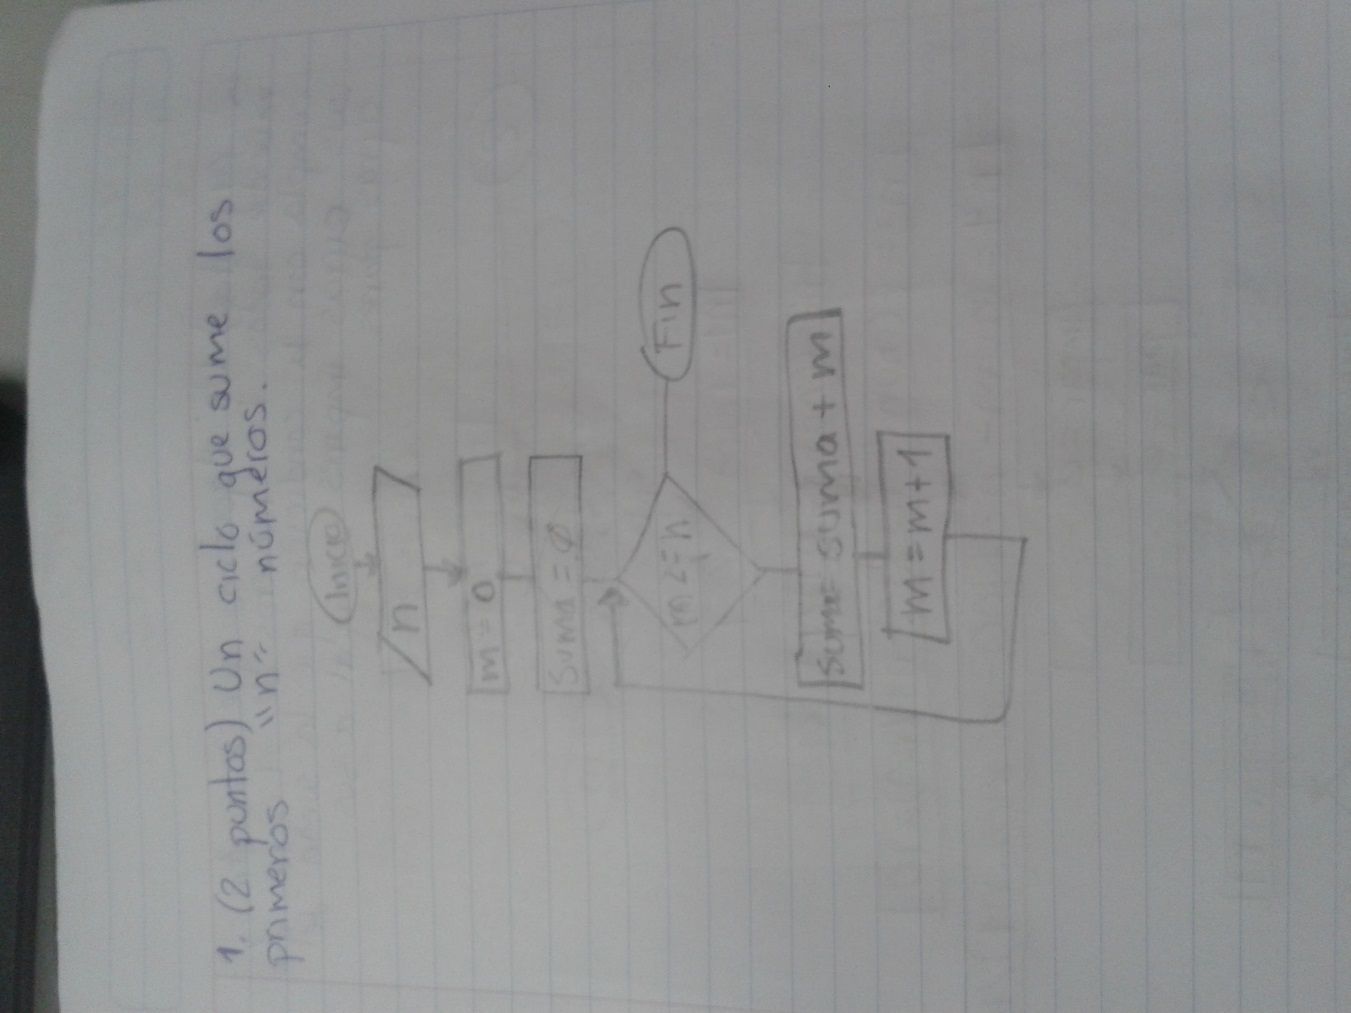 1. (2 puntos) Un ciclo que sume los
primeros "n" números.
Inicio
n
m = 0
suma = 0
m <= n
Fin
suma = suma + m
m = m + 1